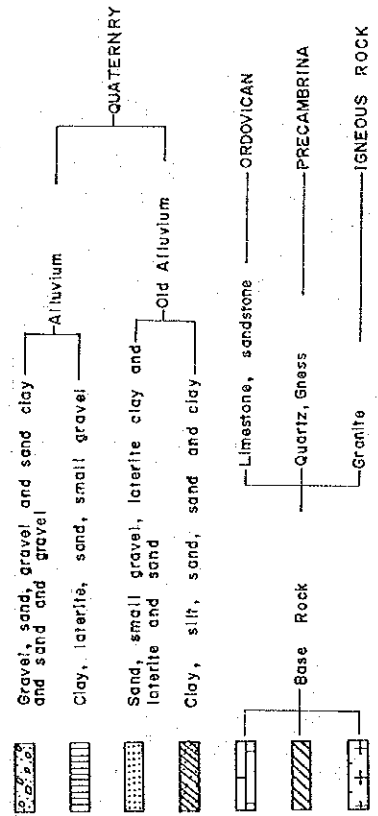 Gravel, sand, gravel and sand clay
and sand and gravel
Alluvium
Clay, laterite, sand, small gravel
QUATERNRY
Sand, small gravel, laterite clay and
laterite and sand
Old Alluvium
Clay, silt, sand, sand and clay
Base Rock
Limestone, sandstone
ORDOVICAN
Quartz, Gness
PRECAMBRINA
Granite
IGNEOUS ROCK